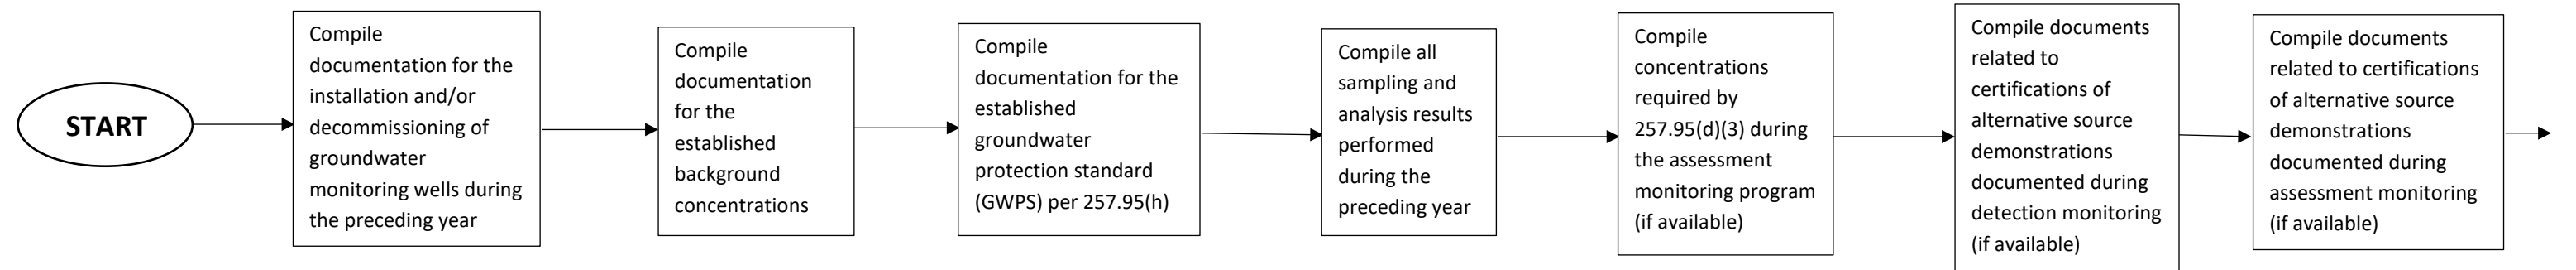 START
Compile
documentation for the
installation and/or
decommissioning of
groundwater
monitoring wells during
the preceding year
Compile
documentation
for the
established
background
concentrations
Compile
documentation for the
established
groundwater
protection standard
(GWPS) per 257.95(h)
Compile all
sampling and
analysis results
performed
during the
preceding year
Compile
concentrations
required by
257.95(d)(3) during
the assessment
monitoring program
(if available)
Compile documents
related to
certifications of
alternative source
demonstrations
documented during
detection monitoring
(if available)
Compile documents
related to certifications
of alternative source
demonstrations
documented during
assessment monitoring
(if available)